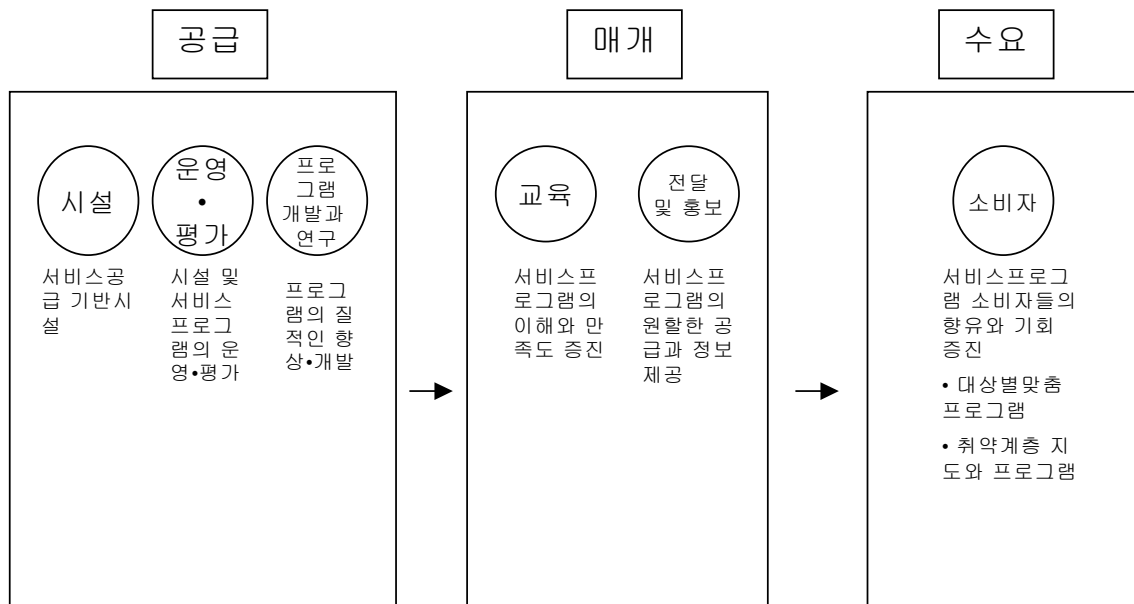 공급
매개
수요
시설
운영
•
평가
프로
그램
개발과
연구
서비스공
급 기반시
설
시설 및
서비스
프로그
램의 운
영•평가
프로그
램의 질
적인 향
상•개발
교육
전달
및 홍보
서비스프
로그램의
이해와 만
족도 증진
서비스프
로그램의
원할한 공
급과 정보
제공
소비자
서비스프로그
램 소비자들의
향유와 기회
증진
• 대상별맞춤
프로그램
• 취약계층 지
도와 프로그램